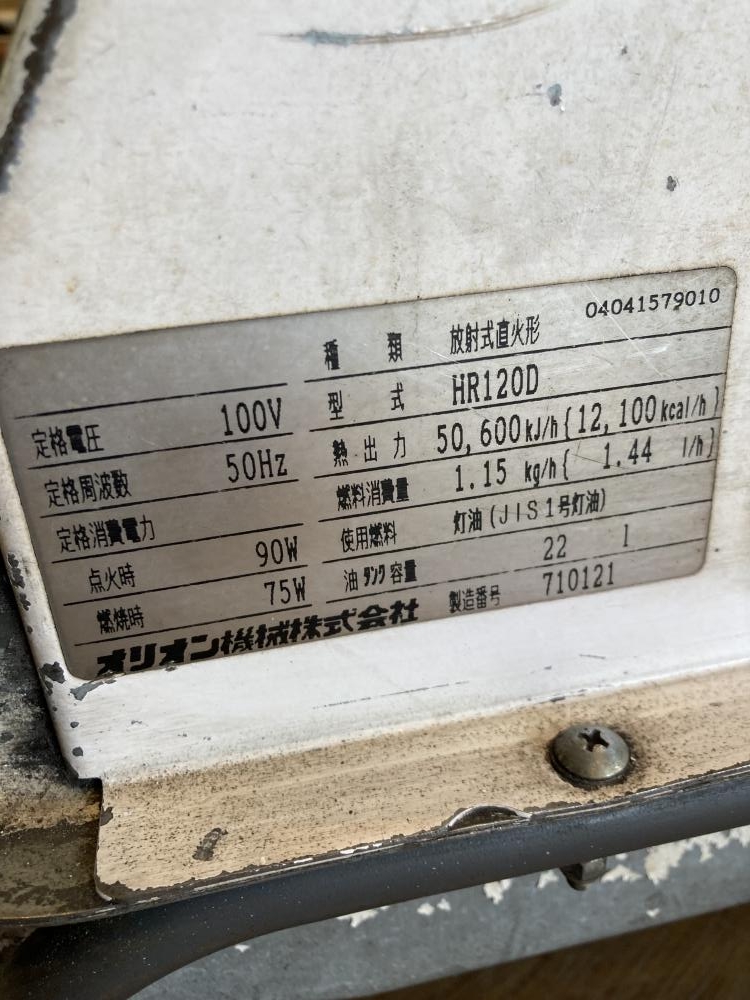 04041579010
種類 放射式直火形
型式 HR120D
熱出力 50,600kJ/h{12,100kcal/h}
燃料消費量 1.15 kg/h{ 1.44 l/h}
使用燃料 灯油(JIS1号灯油)
油タンク容量 22 l
製造番号 710121
定格電圧 100V
定格周波数 50Hz
定格消費電力
点火時 90W
燃焼時 75W
オリオン機械株式会社